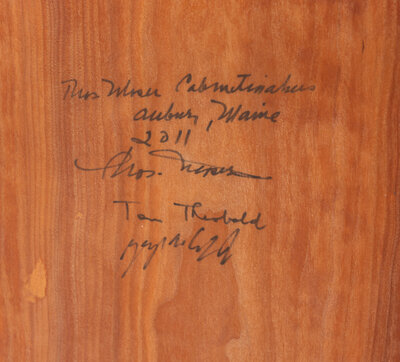 Thos Moser Cabinetmakers
Auburn, Maine
2011
Thos. Moser
Tom Theobald